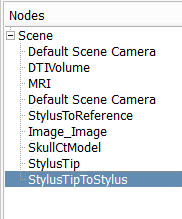 Nodes
Scene
Default Scene Camera
DTIVolume
MRI
Default Scene Camera
StylusToReference
Image_Image
SkullCtModel
StylusTip
StylusTipToStylus